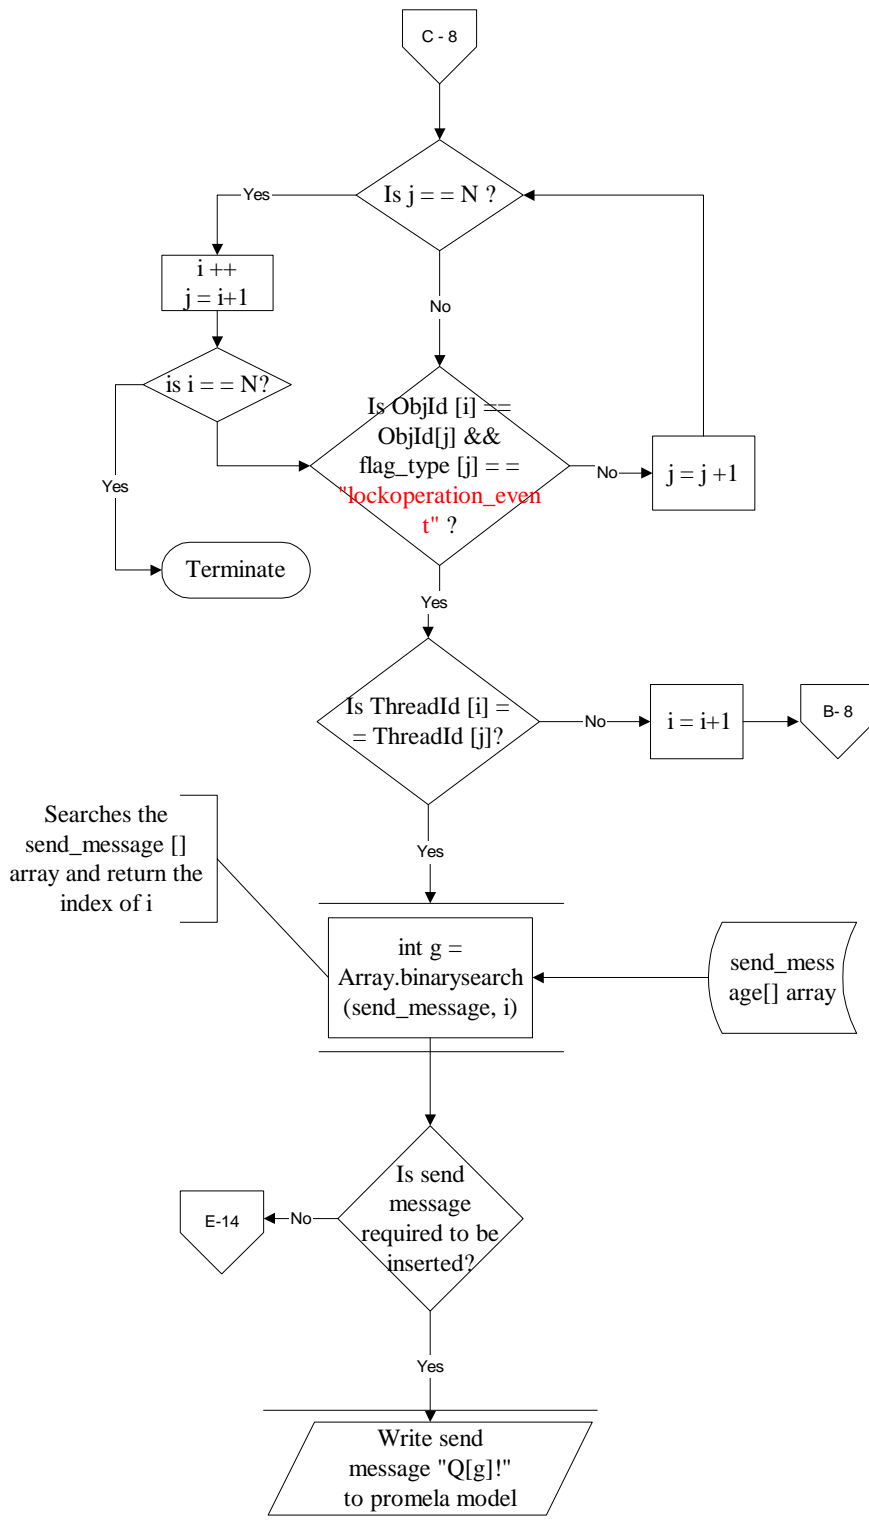 C - 8
Is j = = N ?
Yes
i ++
j = i+1
No
is i = = N?
Is ObjId [i] ==
ObjId[j] &&
flag_type [j] = =
"lockoperation_even
t" ?
No
j = j +1
Yes
Terminate
Yes
Is ThreadId [i] =
= ThreadId [j]?
No
i = i+1
B- 8
Searches the
send_message []
array and return the
index of i
Yes
int g =
Array.binarysearch
(send_message, i)
send_mess
age[] array
Is send
message
required to be
inserted?
No
E-14
Yes
Write send
message "Q[g]!"
to promela model